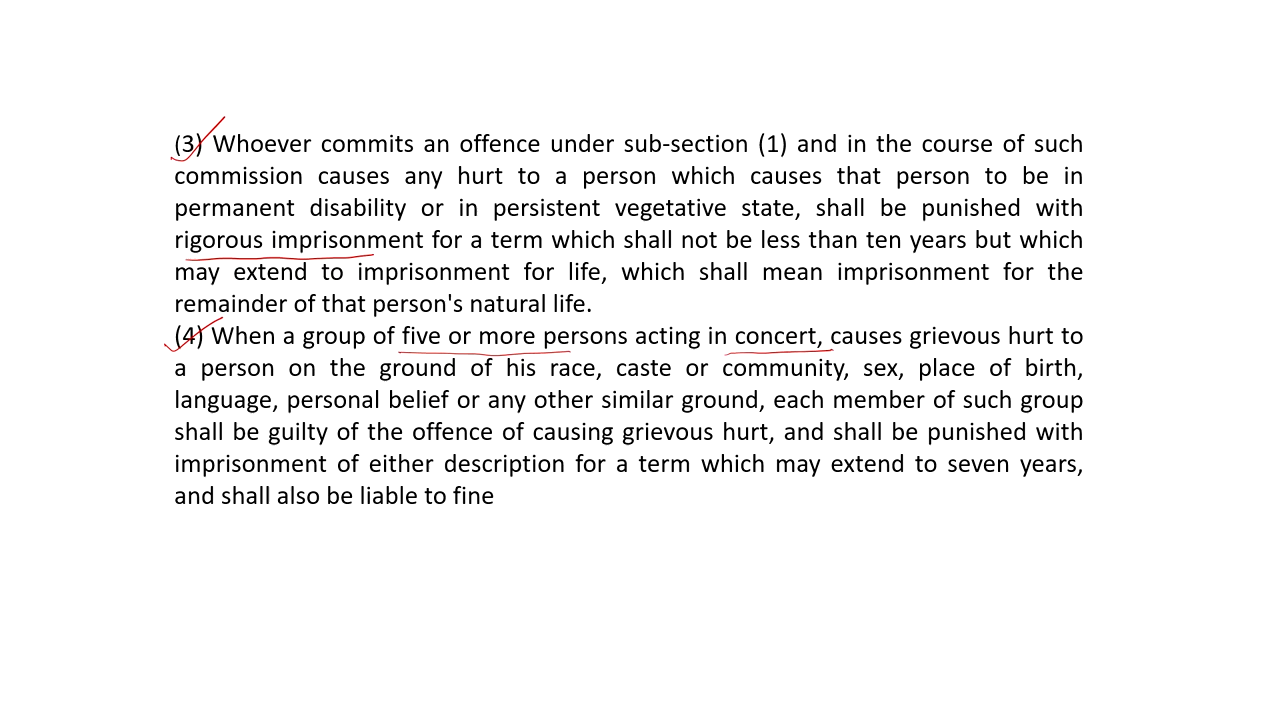 (3) Whoever commits an offence under sub-section (1) and in the course of such
commission causes any hurt to a person which causes that person to be in
permanent disability or in persistent vegetative state, shall be punished with
rigorous imprisonment for a term which shall not be less than ten years but which
may extend to imprisonment for life, which shall mean imprisonment for the
remainder of that person's natural life.
(4) When a group of five or more persons acting in concert, causes grievous hurt to
a person on the ground of his race, caste or community, sex, place of birth,
language, personal belief or any other similar ground, each member of such group
shall be guilty of the offence of causing grievous hurt, and shall be punished with
imprisonment of either description for a term which may extend to seven years,
and shall also be liable to fine